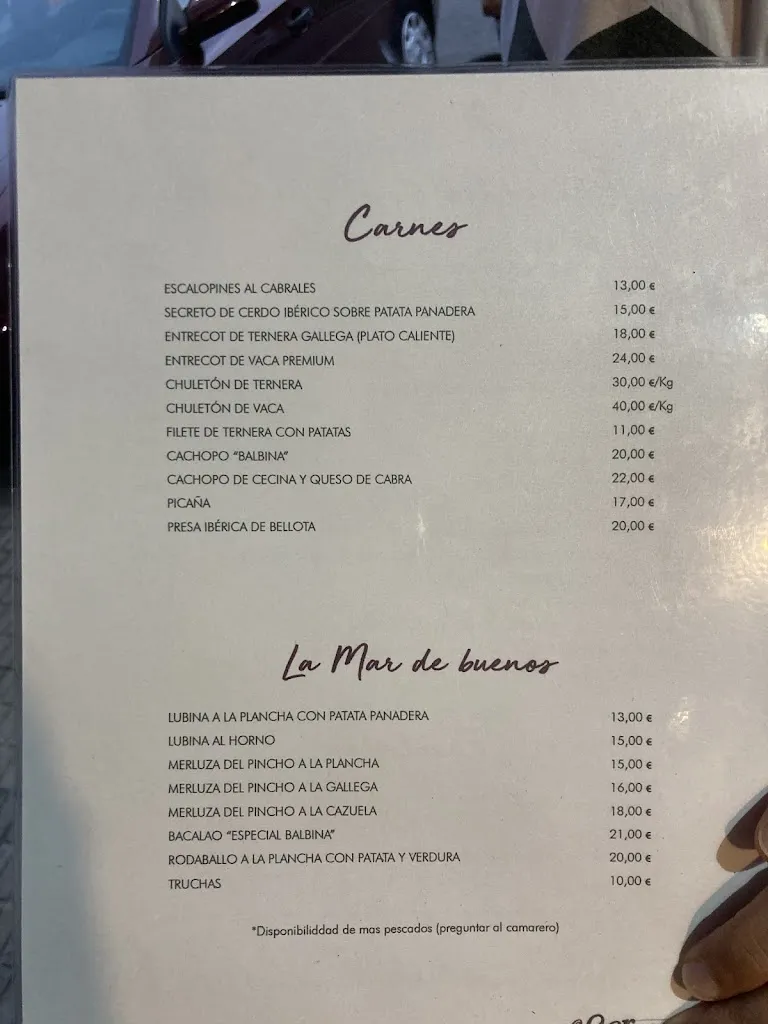 Carnes
ESCALOPINES AL CABRALES 13,00 €
SECRETO DE CERDO IBÉRICO SOBRE PATATA PANADERA 15,00 €
ENTRECOT DE TERNERA GALLEGA (PLATO CALIENTE) 18,00 €
ENTRECOT DE VACA PREMIUM 24,00 €
CHULETÓN DE TERNERA 30,00 €/Kg
CHULETÓN DE VACA 40,00 €/Kg
FILETE DE TERNERA CON PATATAS 11,00 €
CACHOPO "BALBINA" 20,00 €
CACHOPO DE CECINA Y QUESO DE CABRA 22,00 €
PICAÑA 17,00 €
PRESA IBÉRICA DE BELLOTA 20,00 €
La Mar de buenos
LUBINA A LA PLANCHA CON PATATA PANADERA 13,00 €
LUBINA AL HORNO 15,00 €
MERLUZA DEL PINCHO A LA PLANCHA 15,00 €
MERLUZA DEL PINCHO A LA GALLEGA 16,00 €
MERLUZA DEL PINCHO A LA CAZUELA 18,00 €
BACALAO "ESPECIAL BALBINA" 21,00 €
RODABALLO A LA PLANCHA CON PATATA Y VERDURA 20,00 €
TRUCHAS 10,00 €
*Disponibiliddad de mas pescados (preguntar al camarero)